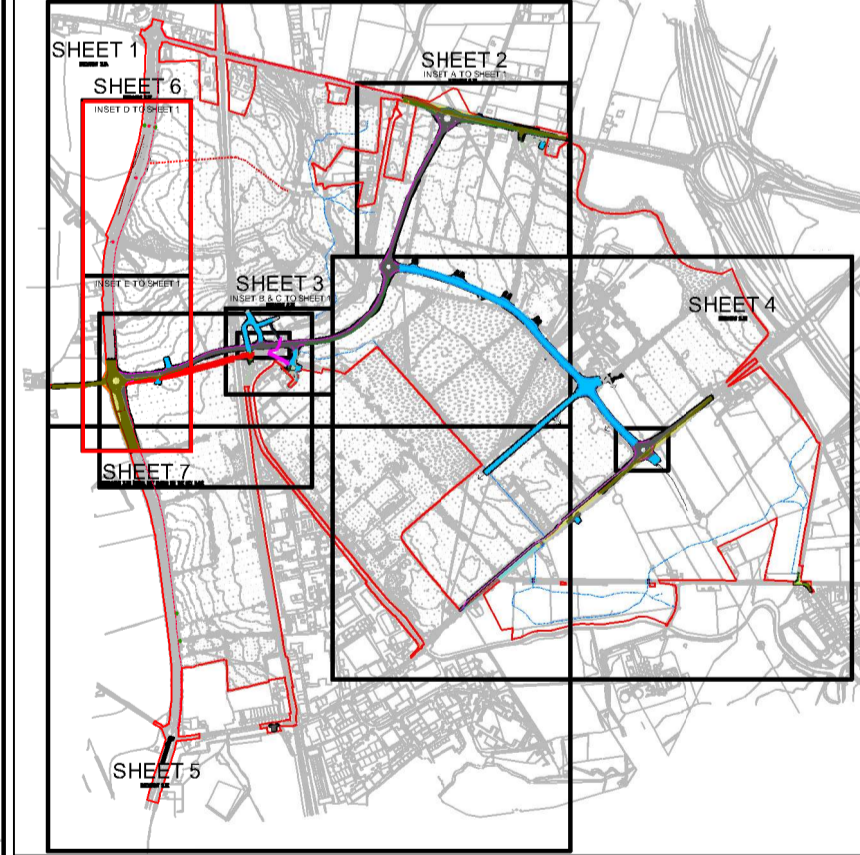 SHEET 1
SHEET 2
INSET A TO SHEET 1
SHEET 6
INSET D TO SHEET 1
INSET E TO SHEET 1
SHEET 3
INSET B & C TO SHEET 1
SHEET 4
SHEET 7
SHEET 5